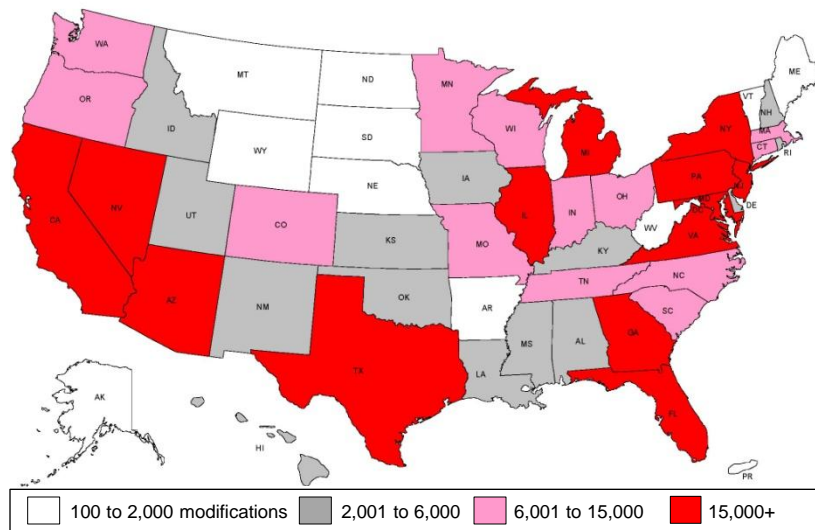 WA
MT
ND
MN
ME
VT
NH
OR
ID
SD
WI
NY
MA
CT
RI
WY
MI
IA
NE
PA
NJ
IL
IN
OH
MD
DE
DC
NV
UT
CO
WV
VA
CA
KS
MO
KY
NC
TN
AZ
NM
OK
AR
SC
MS
AL
GA
TX
LA
AK
FL
HI
PR
100 to 2,000 modifications 2,001 to 6,000 6,001 to 15,000 15,000+